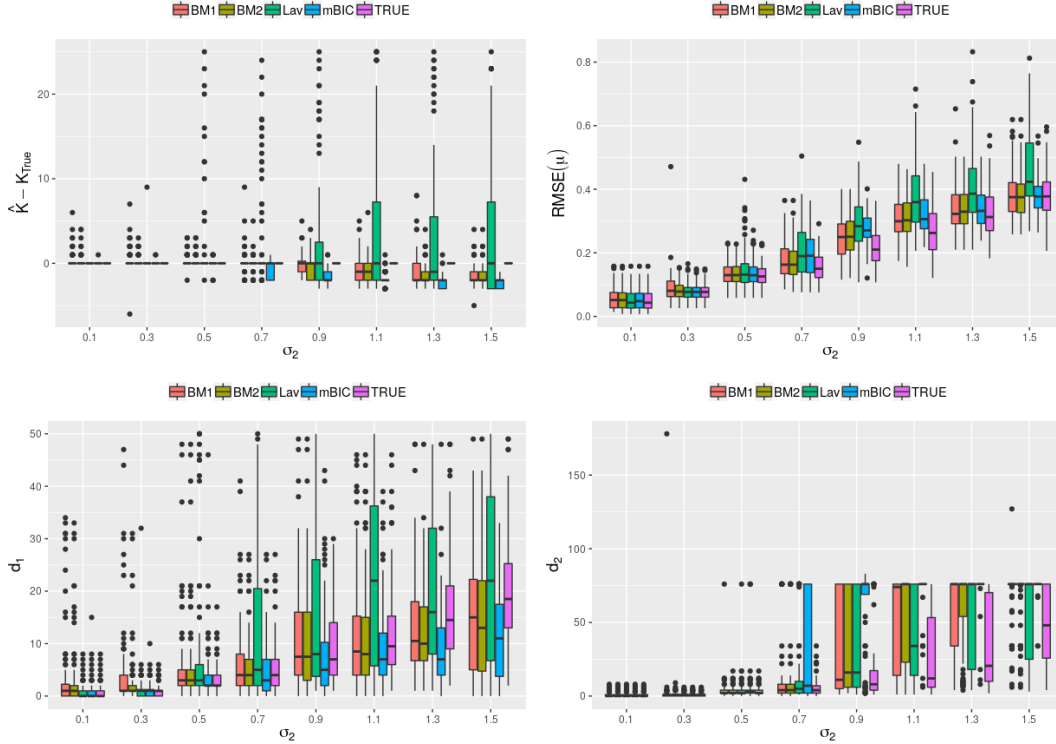 BM1 BM2 Lav mBIC TRUE
20
10
0
K̂ − K_True
0.1 0.3 0.5 0.7 0.9 1.1 1.3 1.5
σ₂
BM1 BM2 Lav mBIC TRUE
0.8
0.6
0.4
0.2
0.0
RMSE(μ)
0.1 0.3 0.5 0.7 0.9 1.1 1.3 1.5
σ₂
BM1 BM2 Lav mBIC TRUE
50
40
30
20
10
0
d₁
0.1 0.3 0.5 0.7 0.9 1.1 1.3 1.5
σ₂
BM1 BM2 Lav mBIC TRUE
150
100
50
0
d₂
0.1 0.3 0.5 0.7 0.9 1.1 1.3 1.5
σ₂